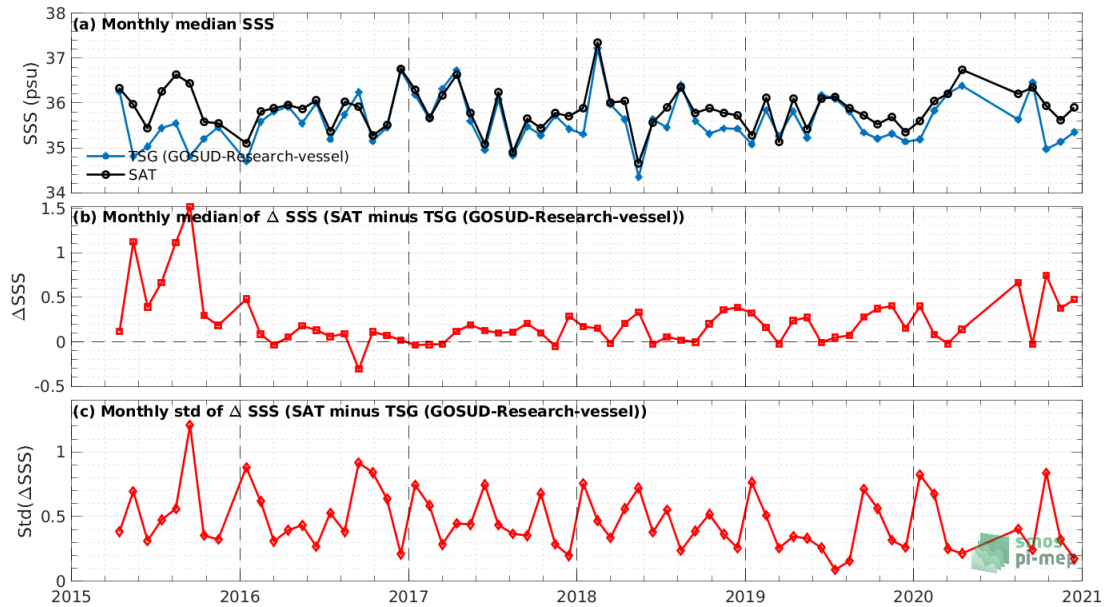 (a) Monthly median SSS
38
37
36
35
34
SSS (psu)
TSG (GOSUD-Research-vessel)
SAT
(b) Monthly median of Δ SSS (SAT minus TSG (GOSUD-Research-vessel))
1.5
1
0.5
0
-0.5
ΔSSS
(c) Monthly std of Δ SSS (SAT minus TSG (GOSUD-Research-vessel))
1
0.5
0
Std(ΔSSS)
2015 2016 2017 2018 2019 2020 2021
smos
pi-mep